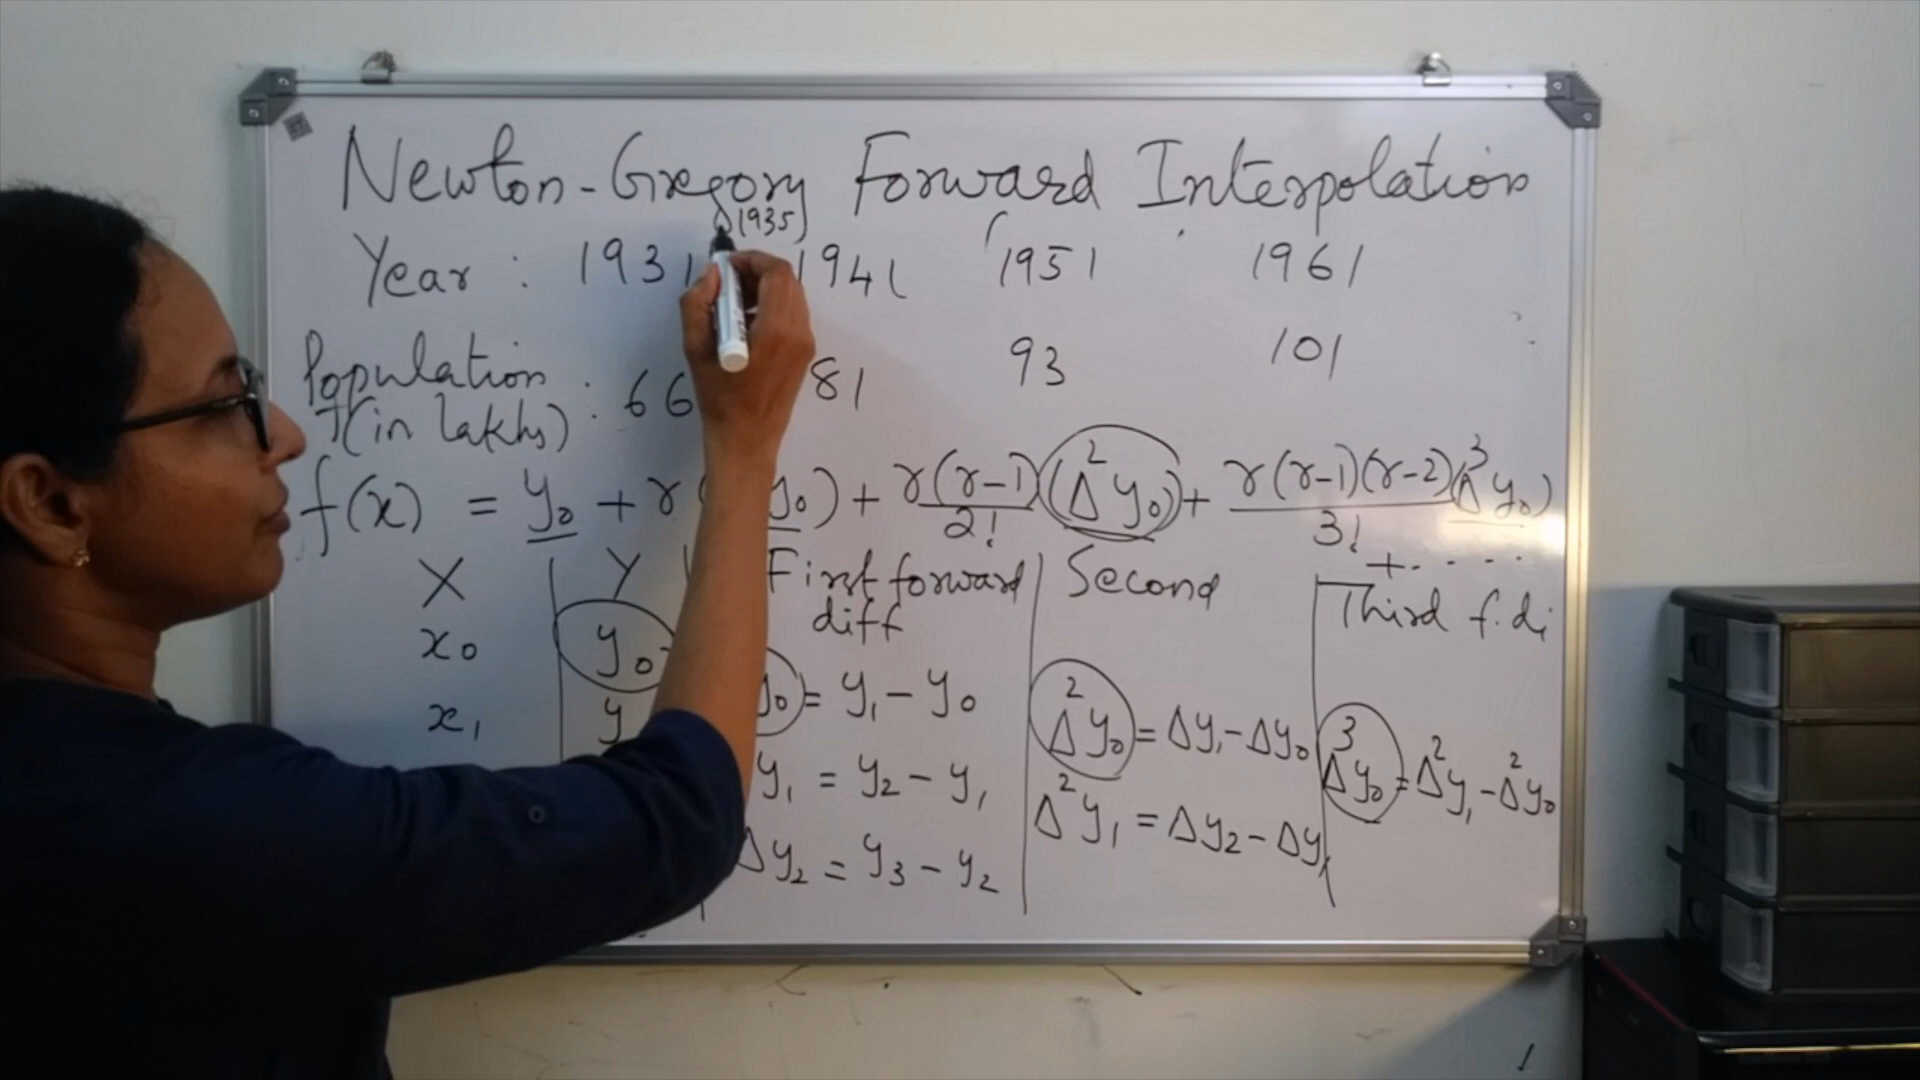 Newton-Gregory Forward Interpolation
(1935)
Year : 1931 1941 1951 1961
Population (in lakhs) : 66 81 93 101
f(x) = y₀ + r( y₀) + r(r-1)/2! (Δ²y₀) + r(r-1)(r-2)/3! (Δ³y₀)
+ . . . .
X Y First forward diff Second Third f.di
x₀ y₀
x₁ y
y₀ = y₁ - y₀
Δ²y₀ = Δy₁ - Δy₀
Δ³y₀ = Δ²y₁ - Δ²y₀
y₁ = y₂ - y₁
Δ²y₁ = Δy₂ - Δy₁
Δy₂ = y₃ - y₂